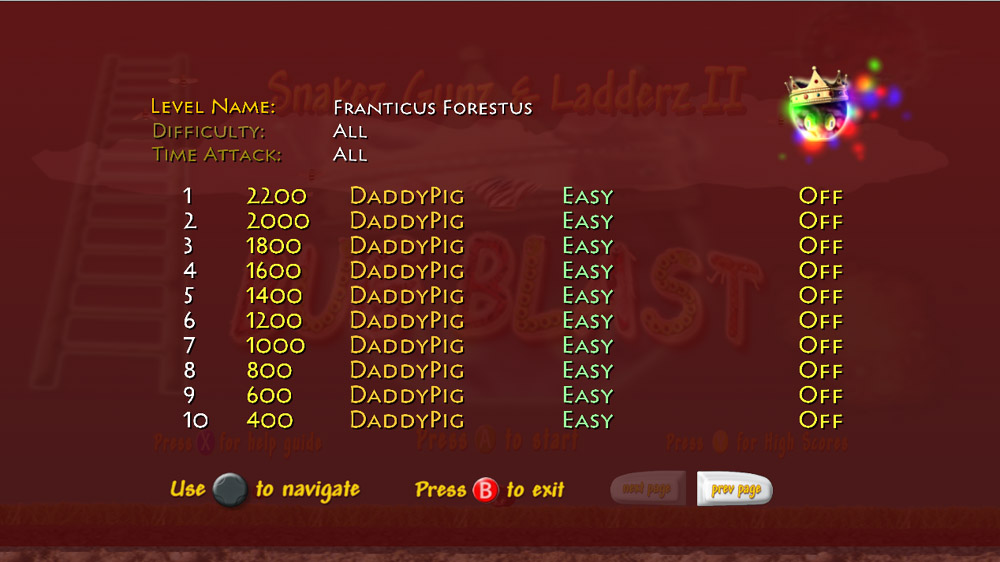 Snakez Gunz & Ladderz II
Level Name: Franticus Forestus
Difficulty: All
Time Attack: All
1 2200 DaddyPig Easy Off
2 2000 DaddyPig Easy Off
3 1800 DaddyPig Easy Off
4 1600 DaddyPig Easy Off
5 1400 DaddyPig Easy Off
6 1200 DaddyPig Easy Off
7 1000 DaddyPig Easy Off
8 800 DaddyPig Easy Off
9 600 DaddyPig Easy Off
10 400 DaddyPig Easy Off
Press X for help guide Press A to start Press for High Scores
Use to navigate Press B to exit next page prev page